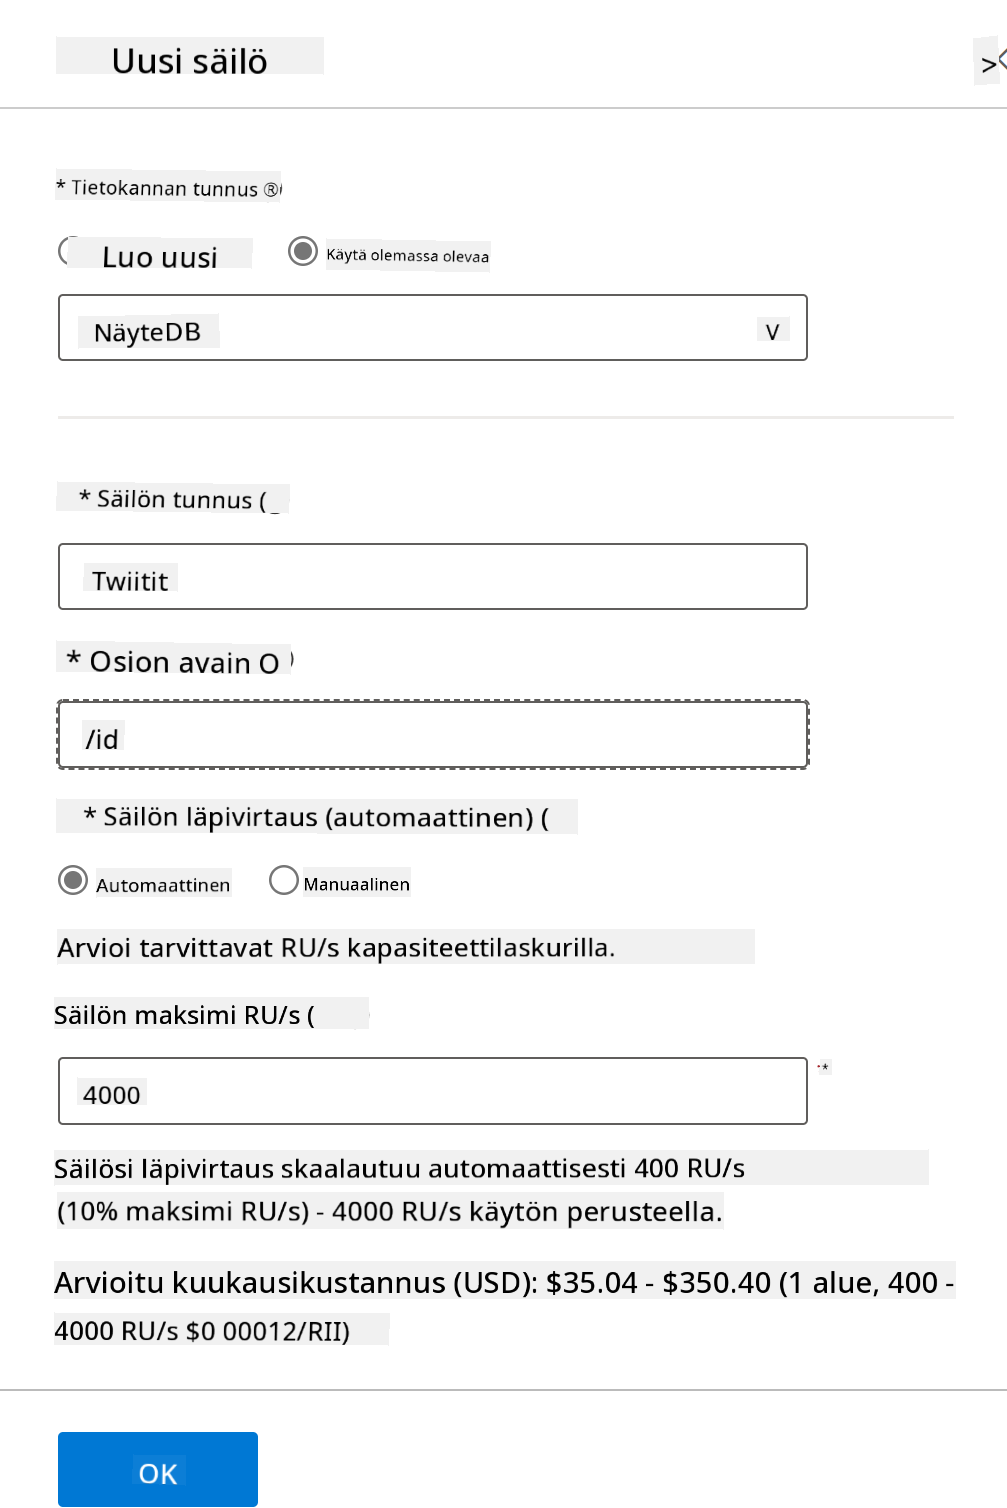 Uusi säilö >
* Tietokannan tunnus ®
Luo uusi Käytä olemassa olevaa
NäyteDB V
* Säilön tunnus (
Twiitit
* Osion avain O
/id
* Säilön läpivirtaus (automaattinen) (
Automaattinen Manuaalinen
Arvioi tarvittavat RU/s kapasiteettilaskurilla.
Säilön maksimi RU/s (
4000 *
Säilösi läpivirtaus skaalautuu automaattisesti 400 RU/s
(10% maksimi RU/s) - 4000 RU/s käytön perusteella.
Arvioitu kuukausikustannus (USD): $35.04 - $350.40 (1 alue, 400 -
4000 RU/s $0 00012/RII)
OK